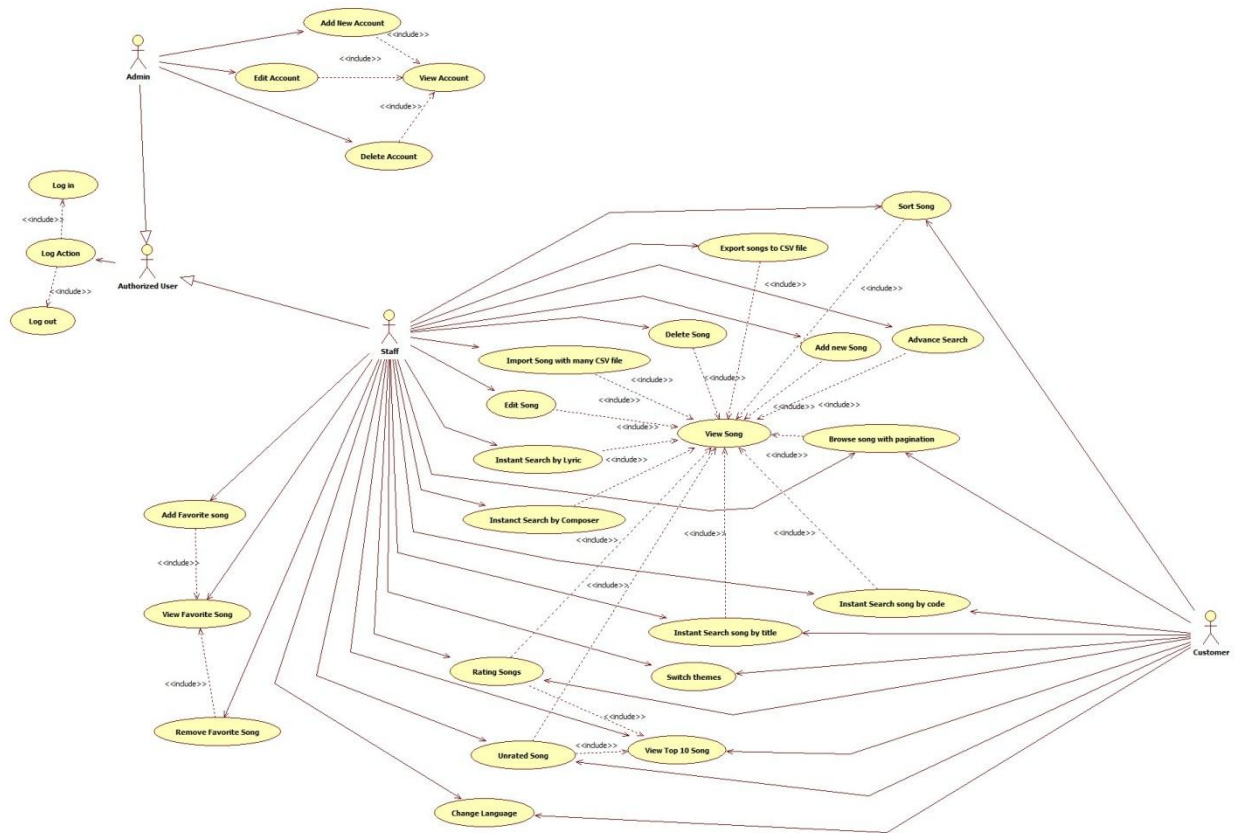 Add New Account
<<include>>
Admin
<<include>>
Edit Account
View Account
<<include>>
Delete Account
Log in
<<include>>
Log Action
Authorized User
<<include>>
Log out
Sort Song
Export songs to CSV file
<<include>>
<<include>>
Staff
Delete Song
Add new Song
Advance Search
Import Song with many CSV file
<<include>>
<<include>>
<<include>>
Edit Song
<<include>>
<<include>>
<<include>>
View Song
Browse song with pagination
<<include>>
Instant Search by Lyric
<<include>>
Add Favorite song
Instanct Search by Composer
<<include>>
<<include>>
<<include>>
<<include>>
View Favorite Song
Instant Search song by code
Instant Search song by title
Customer
Rating Songs
Switch themes
<<include>>
<<include>>
Remove Favorite Song
Unrated Song
<<include>>
View Top 10 Song
Change Language